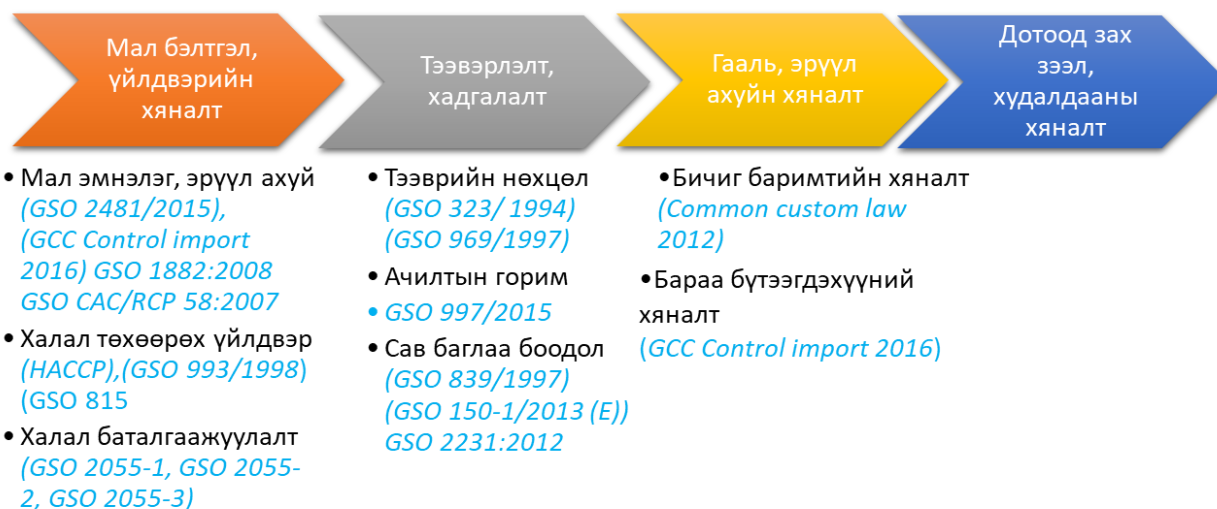 Мал бэлтгэл,
үйлдвэрийн
хяналт
Тээвэрлэлт,
хадгалалт
Гааль, эрүүл
ахуйн хяналт
Дотоод зах
зээл,
худалдааны
хяналт
• Мал эмнэлэг, эрүүл ахуй
(GSO 2481/2015),
(GCC Control import
2016) GSO 1882:2008
GSO CAC/RCP 58:2007
• Халал төхөөрөх үйлдвэр
(HACCP),(GSO 993/1998)
(GSO 815
• Халал баталгаажуулалт
(GSO 2055-1, GSO 2055-
2, GSO 2055-3)
• Тээврийн нөхцөл
(GSO 323/ 1994)
(GSO 969/1997)
• Ачилтын горим
• GSO 997/2015
• Сав баглаа боодол
(GSO 839/1997)
(GSO 150-1/2013 (E))
GSO 2231:2012
•Бичиг баримтийн хяналт
(Common custom law
2012)
•Бараа бүтээгдэхүүний
хяналт
(GCC Control import 2016)